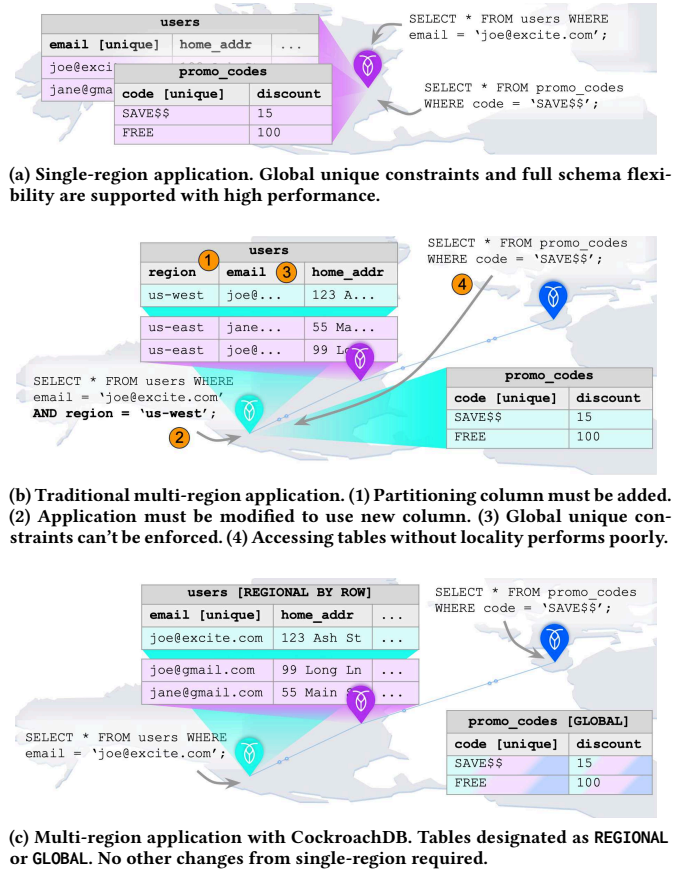 users
SELECT * FROM users WHERE
email = ‘joe@excite.com’;
email [unique] home_addr ...
joe@exci
promo_codes
jane@gma
code [unique] discount
SELECT * FROM promo_codes
WHERE code = ‘SAVE$$’;
SAVE$$ 15
FREE 100
(a) Single-region application. Global unique constraints and full schema flexi-
bility are supported with high performance.
SELECT * FROM promo_codes
WHERE code = ‘SAVE$$’;
users
1
region email 3 home_addr
4
us-west joe@... 123 A...
us-east jane... 55 Ma...
us-east joe@... 99 L
SELECT * FROM users WHERE
email = ‘joe@excite.com’
AND region = ‘us-west’;
2
promo_codes
code [unique] discount
SAVE$$ 15
FREE 100
(b) Traditional multi-region application. (1) Partitioning column must be added.
(2) Application must be modified to use new column. (3) Global unique con-
straints can’t be enforced. (4) Accessing tables without locality performs poorly.
users [REGIONAL BY ROW]
SELECT * FROM promo_codes
WHERE code = ‘SAVE$$’;
email [unique] home_addr ...
joe@excite.com 123 Ash St ...
joe@gmail.com 99 Long Ln ...
jane@gmail.com 55 Main ...
SELECT * FROM users WHERE
email = ‘joe@excite.com’;
promo_codes [GLOBAL]
code [unique] discount
SAVE$$ 15
FREE 100
(c) Multi-region application with CockroachDB. Tables designated as REGIONAL
or GLOBAL. No other changes from single-region required.